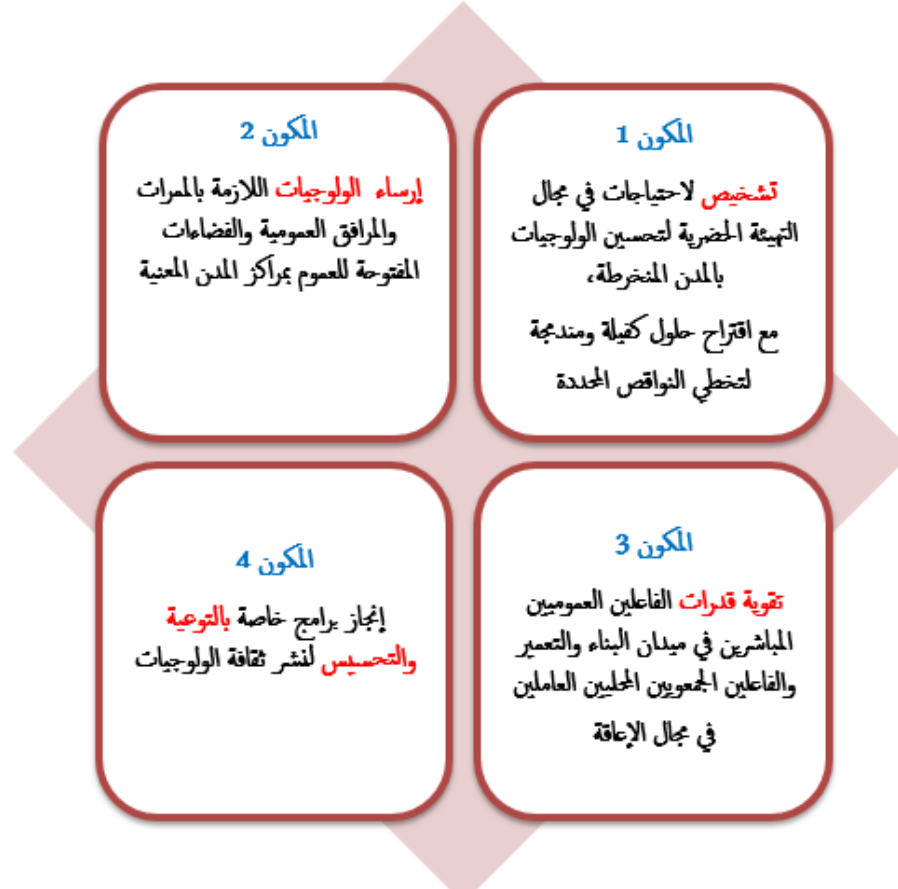 المكون 1
تشخيص لاحتياجات في مجال
التهيئة الحضرية لتحسين الولوجيات
بالمدن المنخرطة،
مع اقتراح حلول كفيلة ومندمجة
لتخطي النواقص المحددة
المكون 2
إرساء الولوجيات اللازمة بالممرات
والمرافق العمومية والفضاءات
المفتوحة للعموم بمراكز المدن المعنية
المكون 3
تقوية قدرات الفاعلين العموميين
المباشرين في ميدان البناء والتعمير
والفاعلين الجمعويين المحليين العاملين
في مجال الإعاقة
المكون 4
إنجاز برامج خاصة بالتوعية
والتحسيس لنشر ثقافة الولوجيات